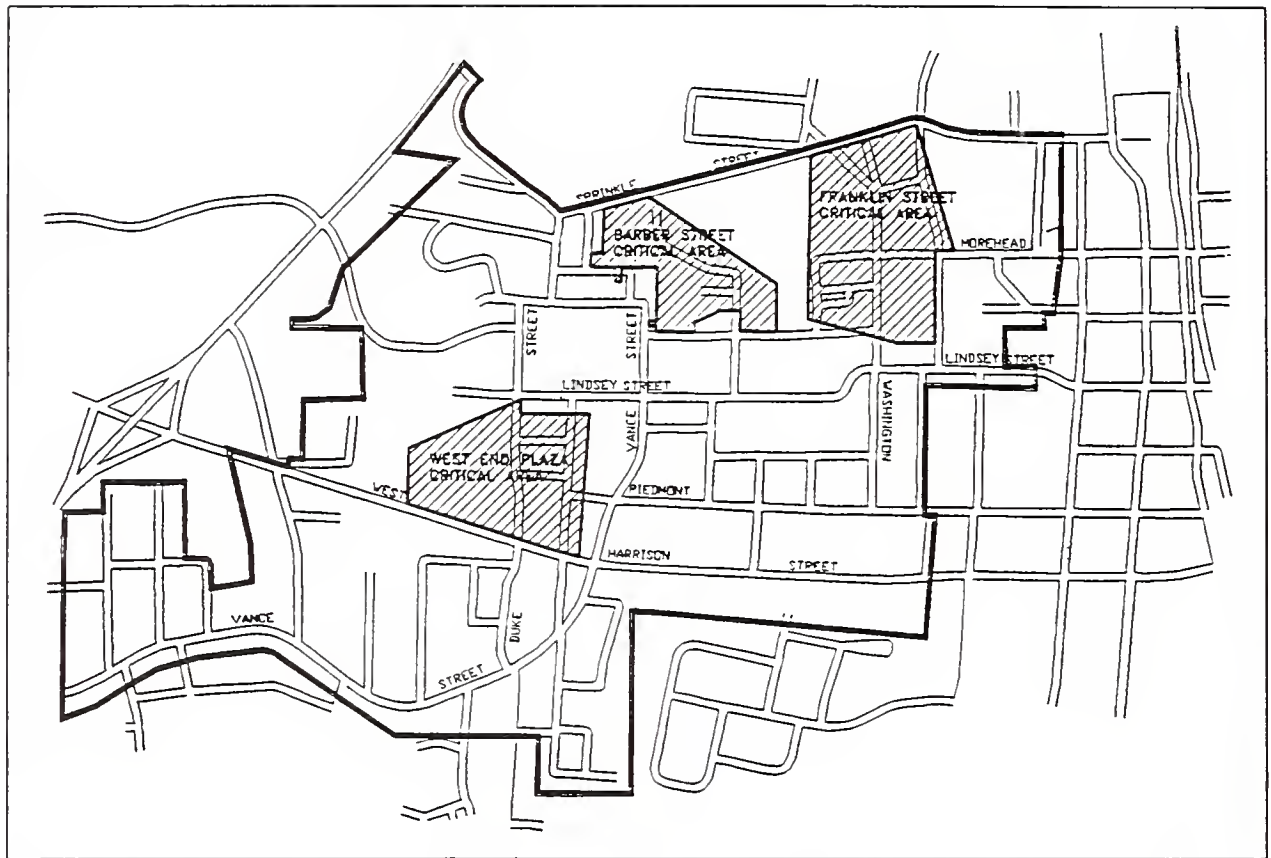 SPRINKLE STREET
FRANKLIN STREET
CRITICAL AREA
BARBER STREET
CRITICAL AREA
MOREHEAD
STREET
STREET
LINDSEY STREET
LINDSEY STREET
VANCE
WASHINGTON
WEST END PLAZA
CRITICAL AREA
WEST
PIEDMONT
HARRISON
STREET
VANCE
DUKE
STREET